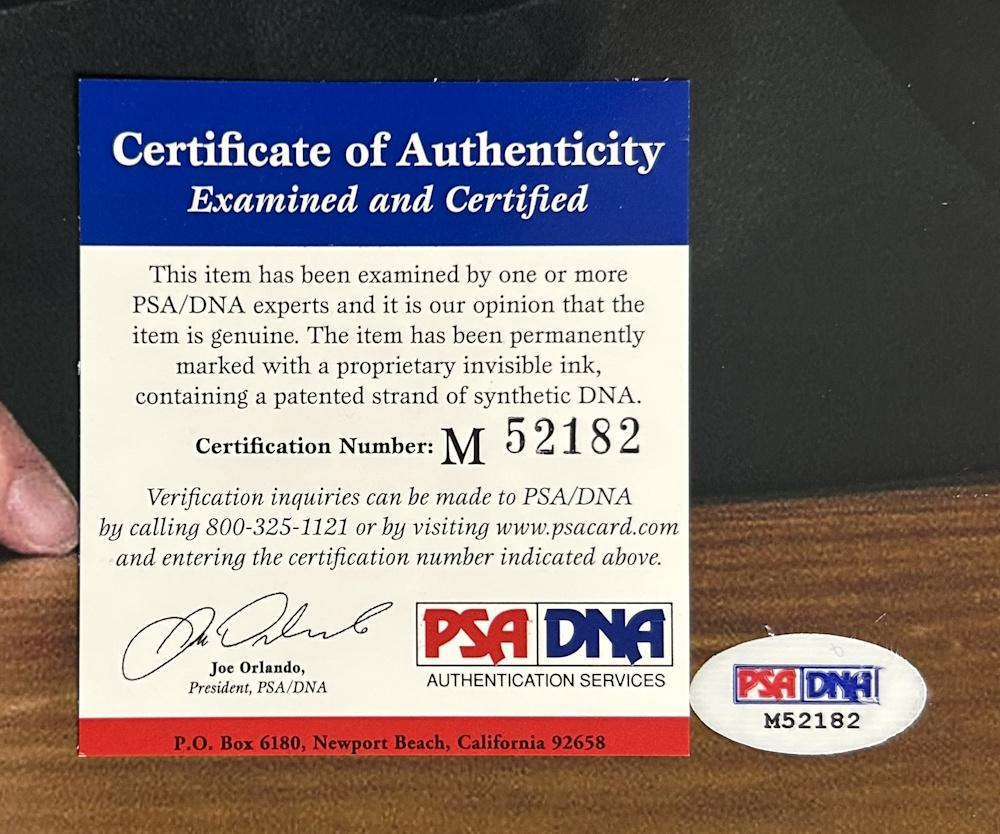 Certificate of Authenticity
Examined and Certified
This item has been examined by one or more
PSA/DNA experts and it is our opinion that the
item is genuine. The item has been permanently
marked with a proprietary invisible ink,
containing a patented strand of synthetic DNA.
Certification Number: M 52182
Verification inquiries can be made to PSA/DNA
by calling 800-325-1121 or by visiting www.psacard.com
and entering the certification number indicated above.
Joe Orlando,
President, PSA/DNA
PSA DNA
AUTHENTICATION SERVICES
P.O. Box 6180, Newport Beach, California 92658
PSA DNA
M52182